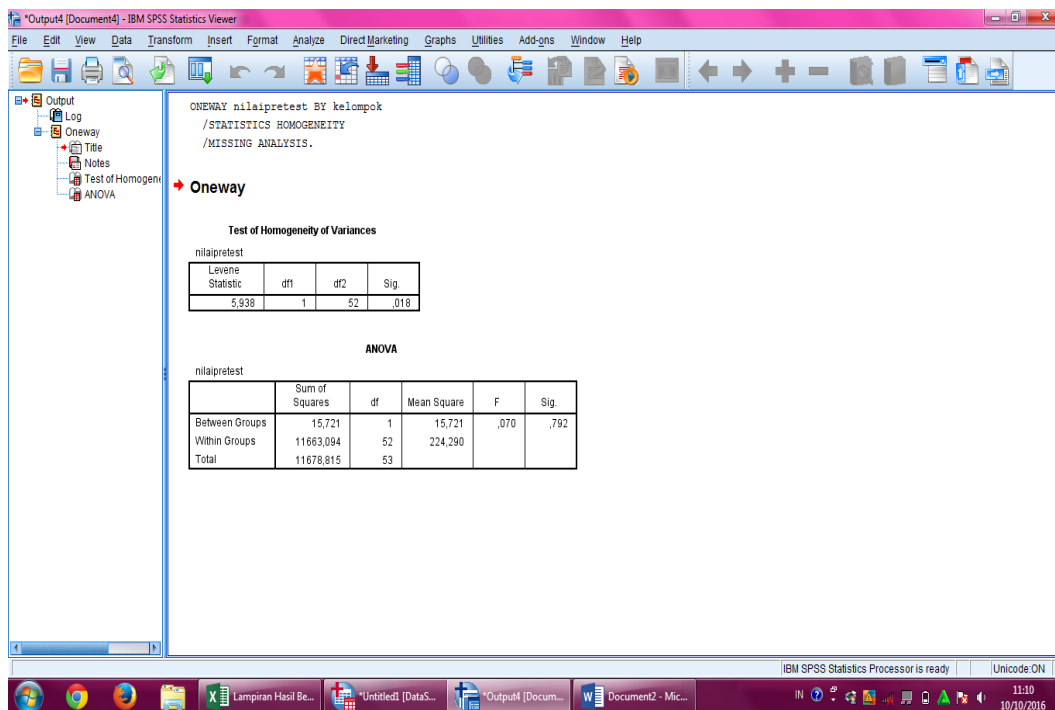 *Output4 [Document4] - IBM SPSS Statistics Viewer
File Edit View Data Transform Insert Format Analyze Direct Marketing Graphs Utilities Add-ons Window Help
Output
Log
Oneway
Title
Notes
Test of Homogene
ANOVA
ONEWAY nilaipretest BY kelompok
/STATISTICS HOMOGENEITY
/MISSING ANALYSIS.
Oneway
Test of Homogeneity of Variances
nilaipretest
Levene
Statistic df1 df2 Sig.
5,938 1 52 ,018
ANOVA
nilaipretest
Sum of
Squares df Mean Square F Sig.
Between Groups 15,721 1 15,721 ,070 ,792
Within Groups 11663,094 52 224,290
Total 11678,815 53
IBM SPSS Statistics Processor is ready Unicode:ON
Lampiran Hasil Be... *Untitled1 [DataS... *Output4 [Docum... Document2 - Mic... IN 11:10
10/10/2016